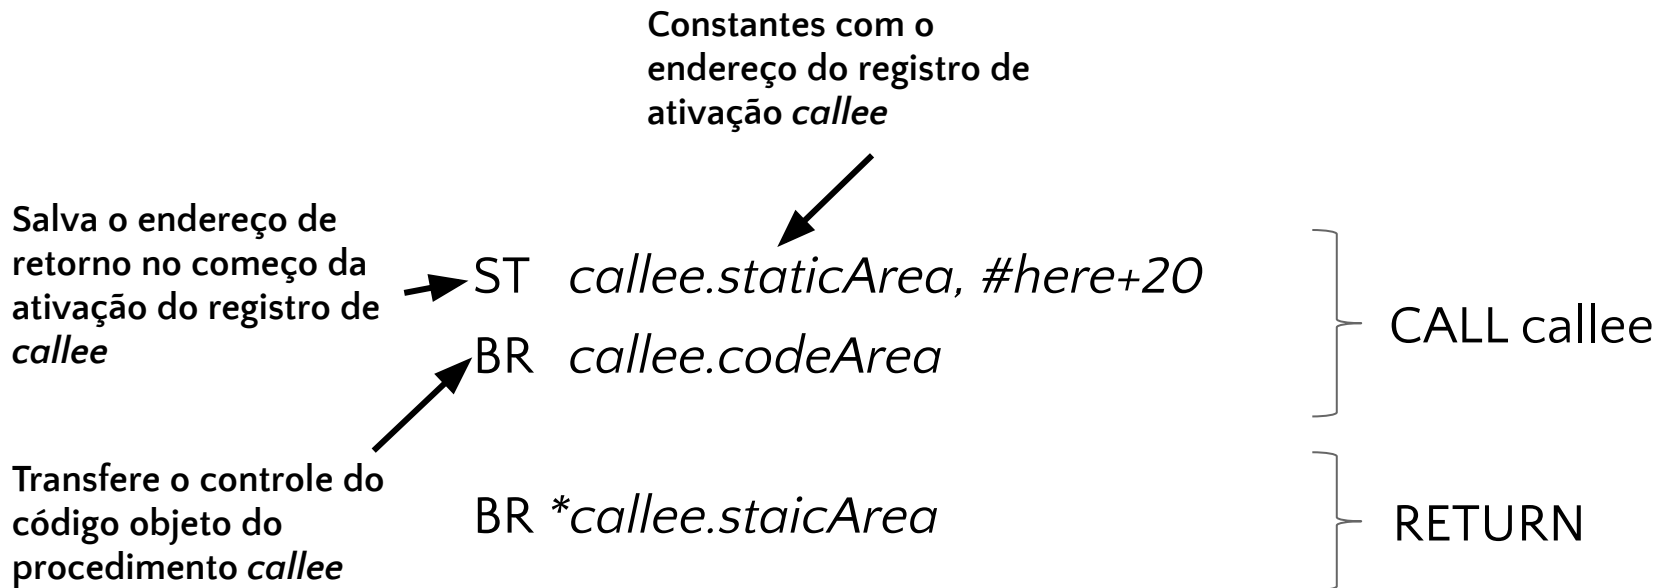 Constantes com o
endereço do registro de
ativação callee
Salva o endereço de
retorno no começo da
ativação do registro de
callee
ST callee.staticArea, #here+20
BR callee.codeArea
CALL callee
Transfere o controle do
código objeto do
procedimento callee
BR *callee.staicArea
RETURN